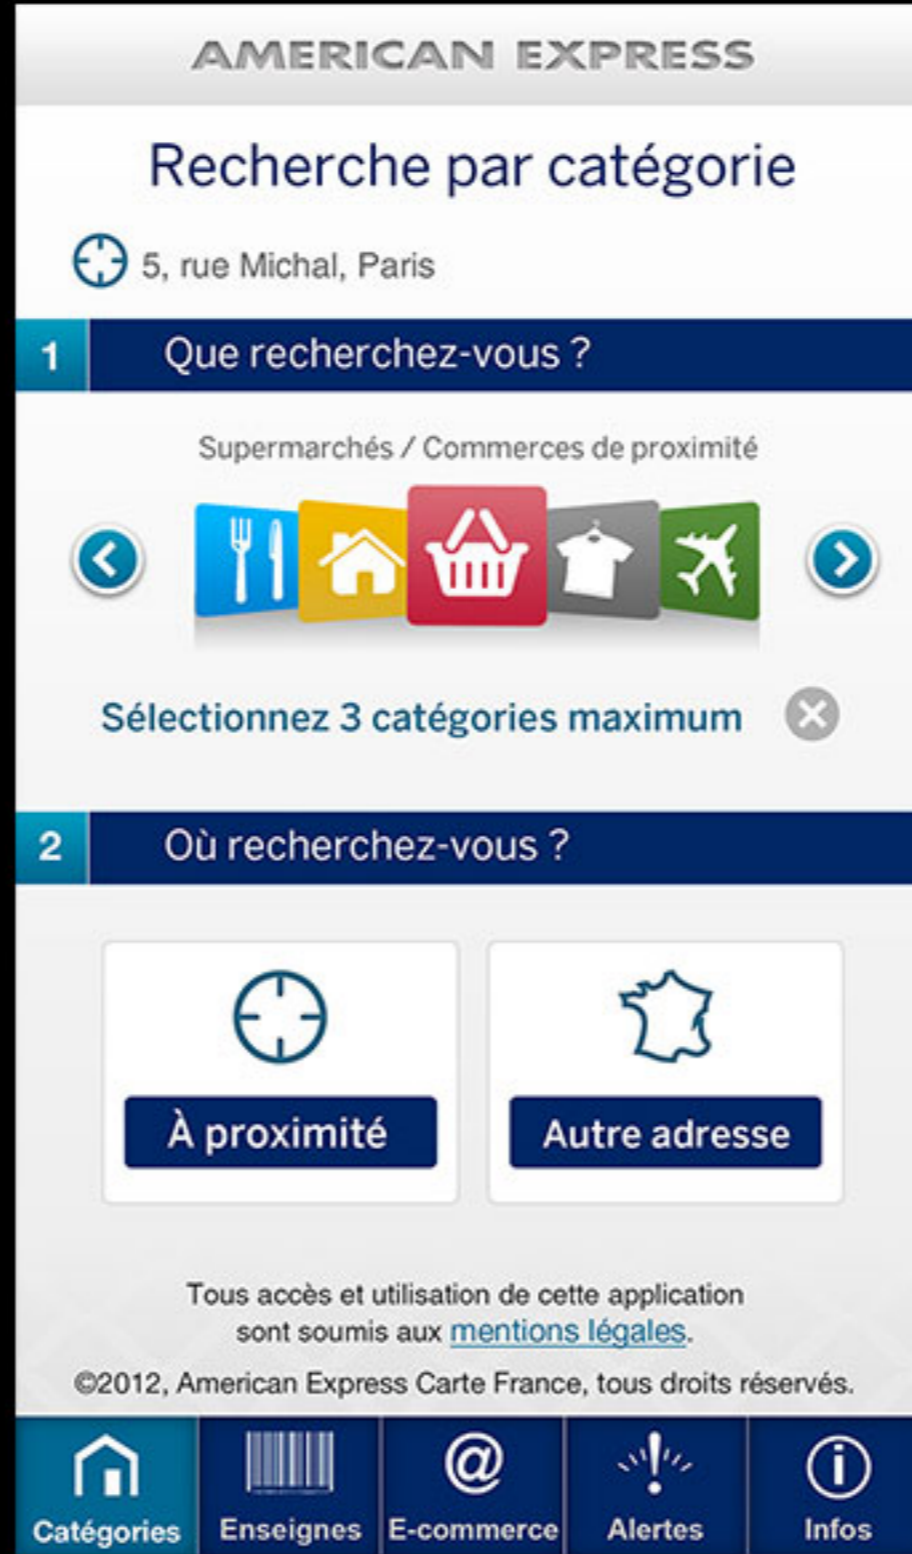 AMERICAN EXPRESS
Recherche par catégorie
5, rue Michal, Paris
1 Que recherchez-vous ?
Supermarchés / Commerces de proximité
Sélectionnez 3 catégories maximum
2 Où recherchez-vous ?
À proximité Autre adresse
Tous accès et utilisation de cette application
sont soumis aux mentions légales.
©2012, American Express Carte France, tous droits réservés.
Catégories Enseignes E-commerce Alertes Infos